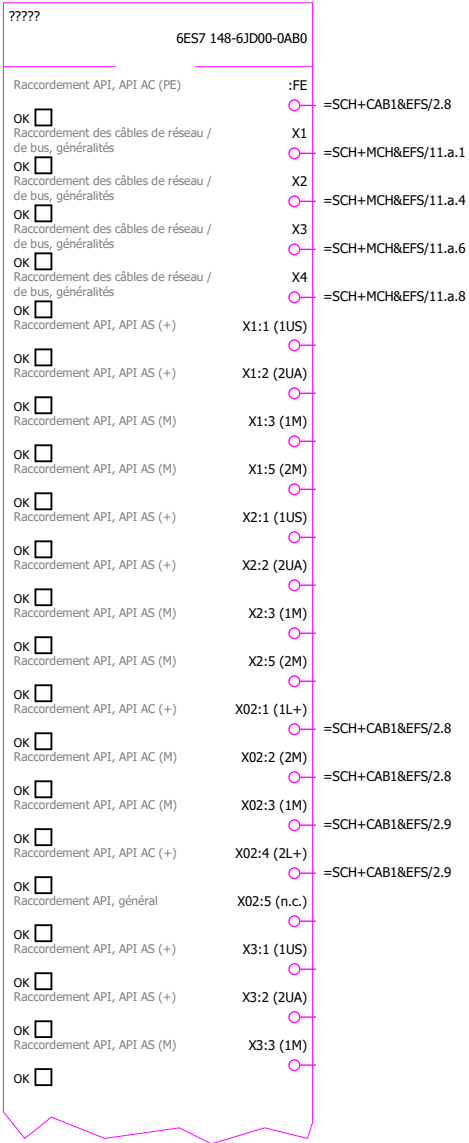 ?????
6ES7 148-6JD00-0AB0
Raccordement API, API AC (PE) :FE
=SCH+CAB1&EFS/2.8
OK
Raccordement des câbles de réseau / X1
de bus, généralités
=SCH+MCH&EFS/11.a.1
OK
Raccordement des câbles de réseau / X2
de bus, généralités
=SCH+MCH&EFS/11.a.4
OK
Raccordement des câbles de réseau / X3
de bus, généralités
=SCH+MCH&EFS/11.a.6
OK
Raccordement des câbles de réseau / X4
de bus, généralités
=SCH+MCH&EFS/11.a.8
OK
Raccordement API, API AS (+) X1:1 (1US)
OK
Raccordement API, API AS (+) X1:2 (2UA)
OK
Raccordement API, API AS (M) X1:3 (1M)
OK
Raccordement API, API AS (M) X1:5 (2M)
OK
Raccordement API, API AS (+) X2:1 (1US)
OK
Raccordement API, API AS (+) X2:2 (2UA)
OK
Raccordement API, API AS (M) X2:3 (1M)
OK
Raccordement API, API AS (M) X2:5 (2M)
OK
Raccordement API, API AC (+) X02:1 (1L+)
=SCH+CAB1&EFS/2.8
OK
Raccordement API, API AC (M) X02:2 (2M)
=SCH+CAB1&EFS/2.8
OK
Raccordement API, API AC (M) X02:3 (1M)
=SCH+CAB1&EFS/2.9
OK
Raccordement API, API AC (+) X02:4 (2L+)
=SCH+CAB1&EFS/2.9
OK
Raccordement API, général X02:5 (n.c.)
OK
Raccordement API, API AS (+) X3:1 (1US)
OK
Raccordement API, API AS (+) X3:2 (2UA)
OK
Raccordement API, API AS (M) X3:3 (1M)
OK